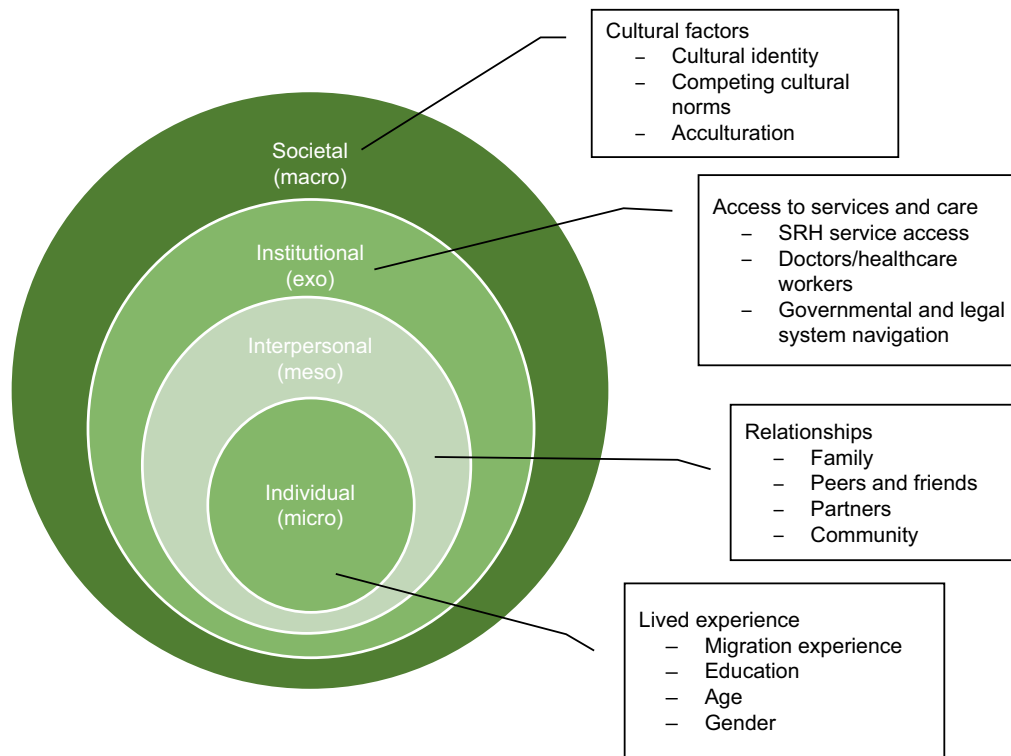 Societal
(macro)
Institutional
(exo)
Interpersonal
(meso)
Individual
(micro)
Cultural factors
– Cultural identity
– Competing cultural
norms
– Acculturation
Access to services and care
– SRH service access
– Doctors/healthcare
workers
– Governmental and legal
system navigation
Relationships
– Family
– Peers and friends
– Partners
– Community
Lived experience
– Migration experience
– Education
– Age
– Gender